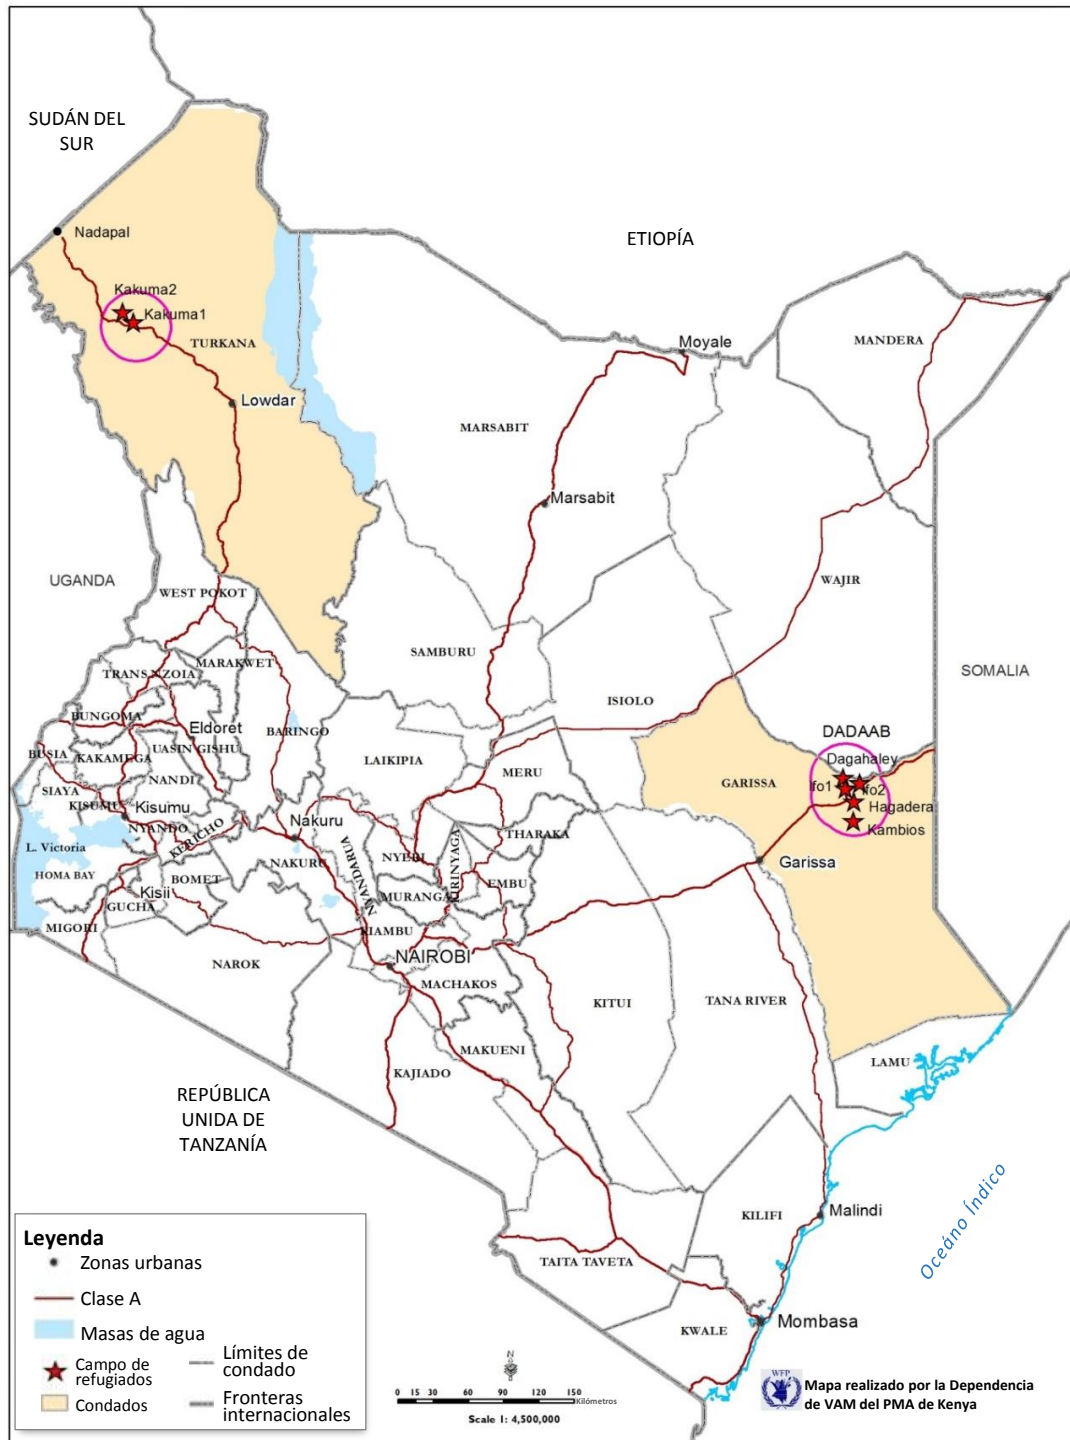 SUDÁN DEL
SUR
Nadapal
ETIOPÍA
Kakuma2
Kakuma1
TURKANA
Moyale
MANDERA
Lowdar
MARSABIT
Marsabit
UGANDA
WEST POKOT
WAJIR
SAMBURU
MARAKWET
TRANS NZOIA
SOMALIA
ISIOLO
BUNGOMA
Eldoret
BARINGO
DADAAB
BUSIA
KAKAMEGA
UASIN GISHU
LAIKIPIA
Dagahaley
NANDI
MERU
GARISSA
Ifo1
Ifo2
SIAYA
KISUMU
Kisumu
Hagadera
NYANDO
Kambios
KERICHO
Nakuru
THARAKA
L. Victoria
NAKURU
NYANDARUA
NYERI
KIRINYAGA
Garissa
HOMA BAY
BOMET
EMBU
Kisii
MURANGA
GUCHA
MIGORI
KIAMBU
NAROK
NAIROBI
MACHAKOS
KITUI
TANA RIVER
MAKUENI
LAMU
KAJIADO
REPÚBLICA
UNIDA DE
TANZANÍA
KILIFI
Malindi
Oceáno Índico
TAITA TAVETA
KWALE
Mombasa
Leyenda
Zonas urbanas
Clase A
Masas de agua
Campo de
refugiados
Condados
Límites de
condado
Fronteras
internacionales
N
0 15 30 60 90 120 150
Kilómetros
Scale 1: 4,500,000
WFP
Mapa realizado por la Dependencia
de VAM del PMA de Kenya